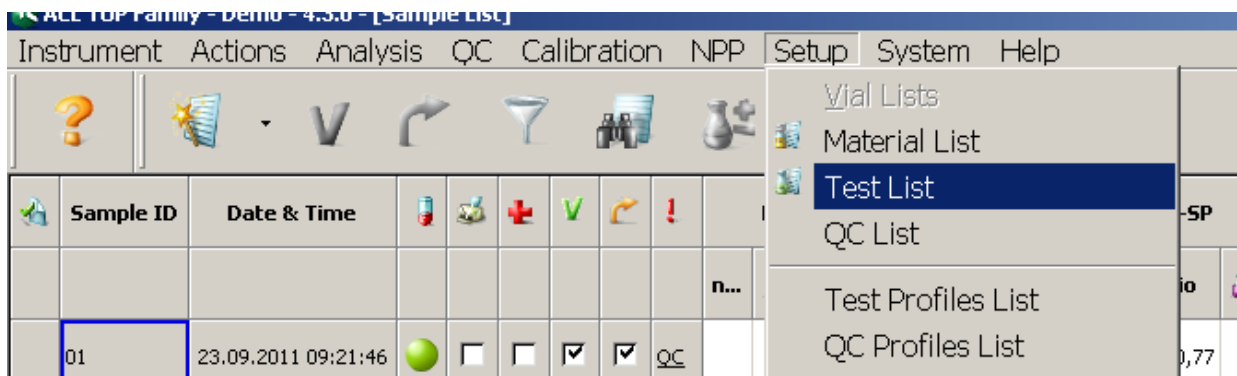 ACL TOP Family - Demo - 4.3.0 - [Sample List]
Instrument Actions Analysis QC Calibration NPP Setup System Help
Vial Lists
Material List
Test List
QC List
Test Profiles List
QC Profiles List
Sample ID Date & Time -SP
n... io
01 23.09.2011 09:21:46 QC 0,77